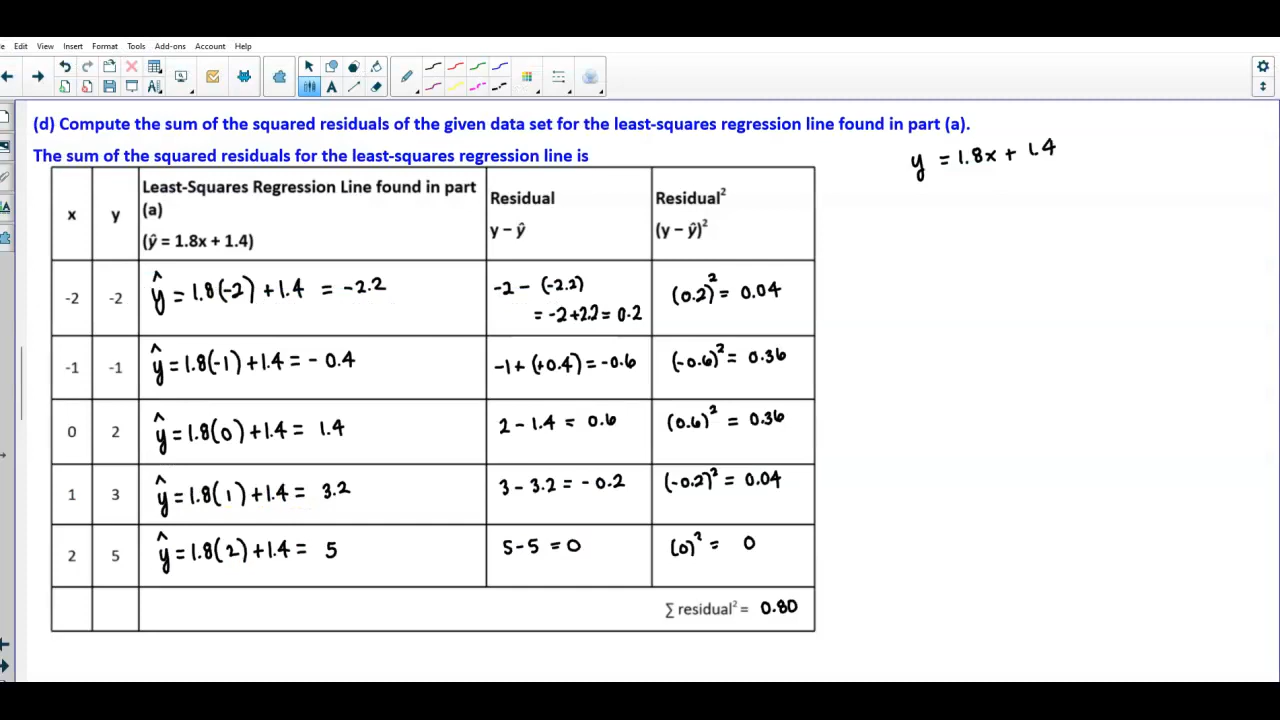 Edit View Insert Format Tools Add-ons Account Help
(d) Compute the sum of the squared residuals of the given data set for the least-squares regression line found in part (a).
The sum of the squared residuals for the least-squares regression line is
y = 1.8x + 1.4
x
y
Least-Squares Regression Line found in part
(a)
(ŷ = 1.8x + 1.4)
Residual
y – ŷ
Residual²
(y – ŷ)²
-2
-2
ŷ = 1.8(-2) + 1.4 = -2.2
-2 - (-2.2)
= -2+2.2 = 0.2
(0.2)² = 0.04
-1
-1
ŷ = 1.8(-1) + 1.4 = - 0.4
-1 + (+0.4) = -0.6
(-0.6)² = 0.36
0
2
ŷ = 1.8(0) + 1.4 = 1.4
2 - 1.4 = 0.6
(0.6)² = 0.36
1
3
ŷ = 1.8(1) + 1.4 = 3.2
3 - 3.2 = - 0.2
(-0.2)² = 0.04
2
5
ŷ = 1.8(2) + 1.4 = 5
5 - 5 = 0
(0)² = 0
∑ residual² = 0.80